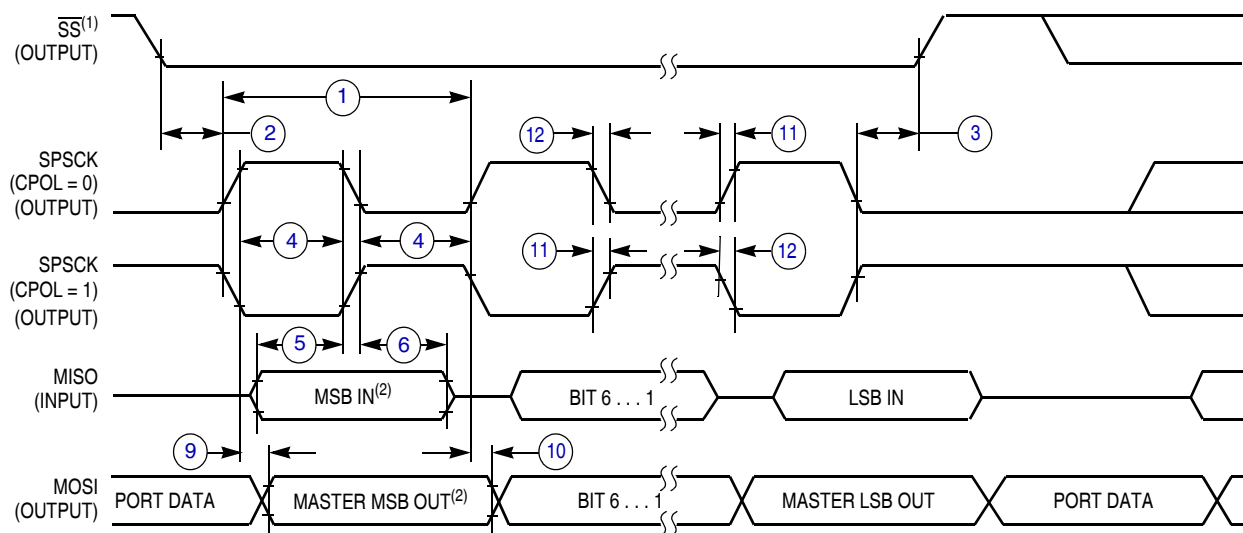 SS(1)
(OUTPUT)
1
2
12
11
3
SPSCK
(CPOL = 0)
(OUTPUT)
4
4
11
12
SPSCK
(CPOL = 1)
(OUTPUT)
5
6
MISO
(INPUT)
MSB IN(2)
BIT 6 . . . 1
LSB IN
9
10
MOSI
(OUTPUT)
PORT DATA
MASTER MSB OUT(2)
BIT 6 . . . 1
MASTER LSB OUT
PORT DATA